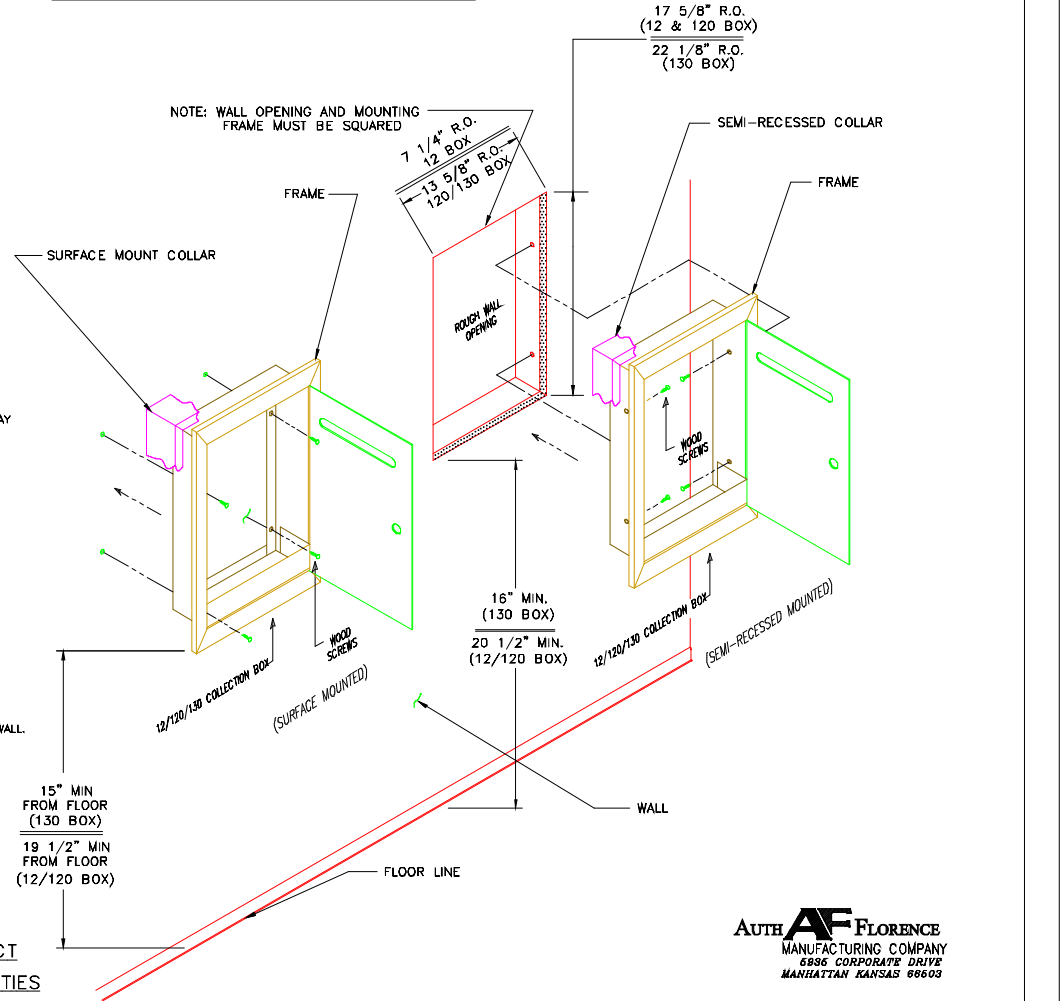 17 5/8" R.O.
(12 & 120 BOX)
22 1/8" R.O.
(130 BOX)
NOTE: WALL OPENING AND MOUNTING
FRAME MUST BE SQUARED
7 1/4" R.O.
12 BOX
13 5/8" R.O.
120/130 BOX
SEMI-RECESSED COLLAR
FRAME
FRAME
SURFACE MOUNT COLLAR
ROUGH WALL
OPENING
AY
WOOD
SCREWS
16" MIN.
(130 BOX)
20 1/2" MIN.
(12/120 BOX)
12/120/130 COLLECTION BOX
(SEMI-RECESSED MOUNTED)
WOOD
SCREWS
12/120/130 COLLECTION BOX
(SURFACE MOUNTED)
WALL.
15" MIN
FROM FLOOR
(130 BOX)
19 1/2" MIN
FROM FLOOR
(12/120 BOX)
WALL
FLOOR LINE
CT
TIES
AUTH AF FLORENCE
MANUFACTURING COMPANY
5935 CORPORATE DRIVE
MANHATTAN KANSAS 66503